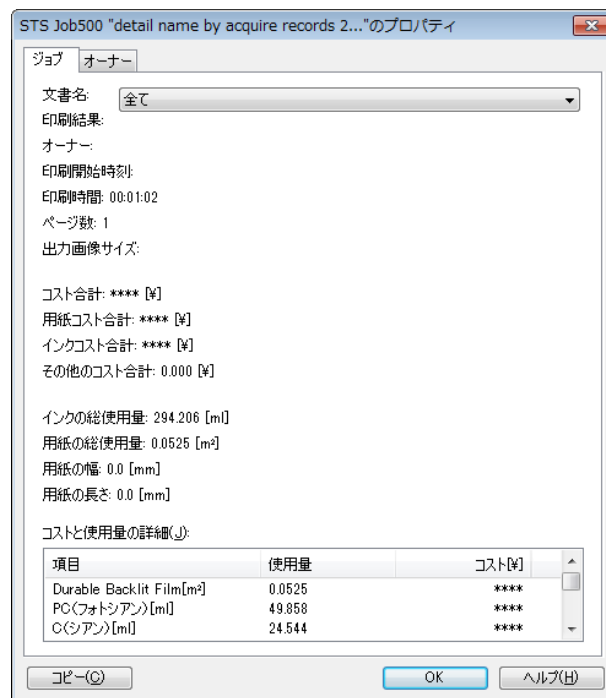 STS Job500 "detail name by acquire records 2..."のプロパティ
ジョブ オーナー
文書名: 全て
印刷結果:
オーナー:
印刷開始時刻:
印刷時間: 00:01:02
ページ数: 1
出力画像サイズ:
コスト合計: **** [¥]
用紙コスト合計: **** [¥]
インクコスト合計: **** [¥]
その他のコスト合計: 0.000 [¥]
インクの総使用量: 294.206 [ml]
用紙の総使用量: 0.0525 [m²]
用紙の幅: 0.0 [mm]
用紙の長さ: 0.0 [mm]
コストと使用量の詳細(J):
項目 使用量 コスト[¥]
Durable Backlit Film[m²] 0.0525 ****
PC(フォトシアン)[ml] 49.858 ****
C(シアン)[ml] 24.544 ****
コピー(C) OK ヘルプ(H)